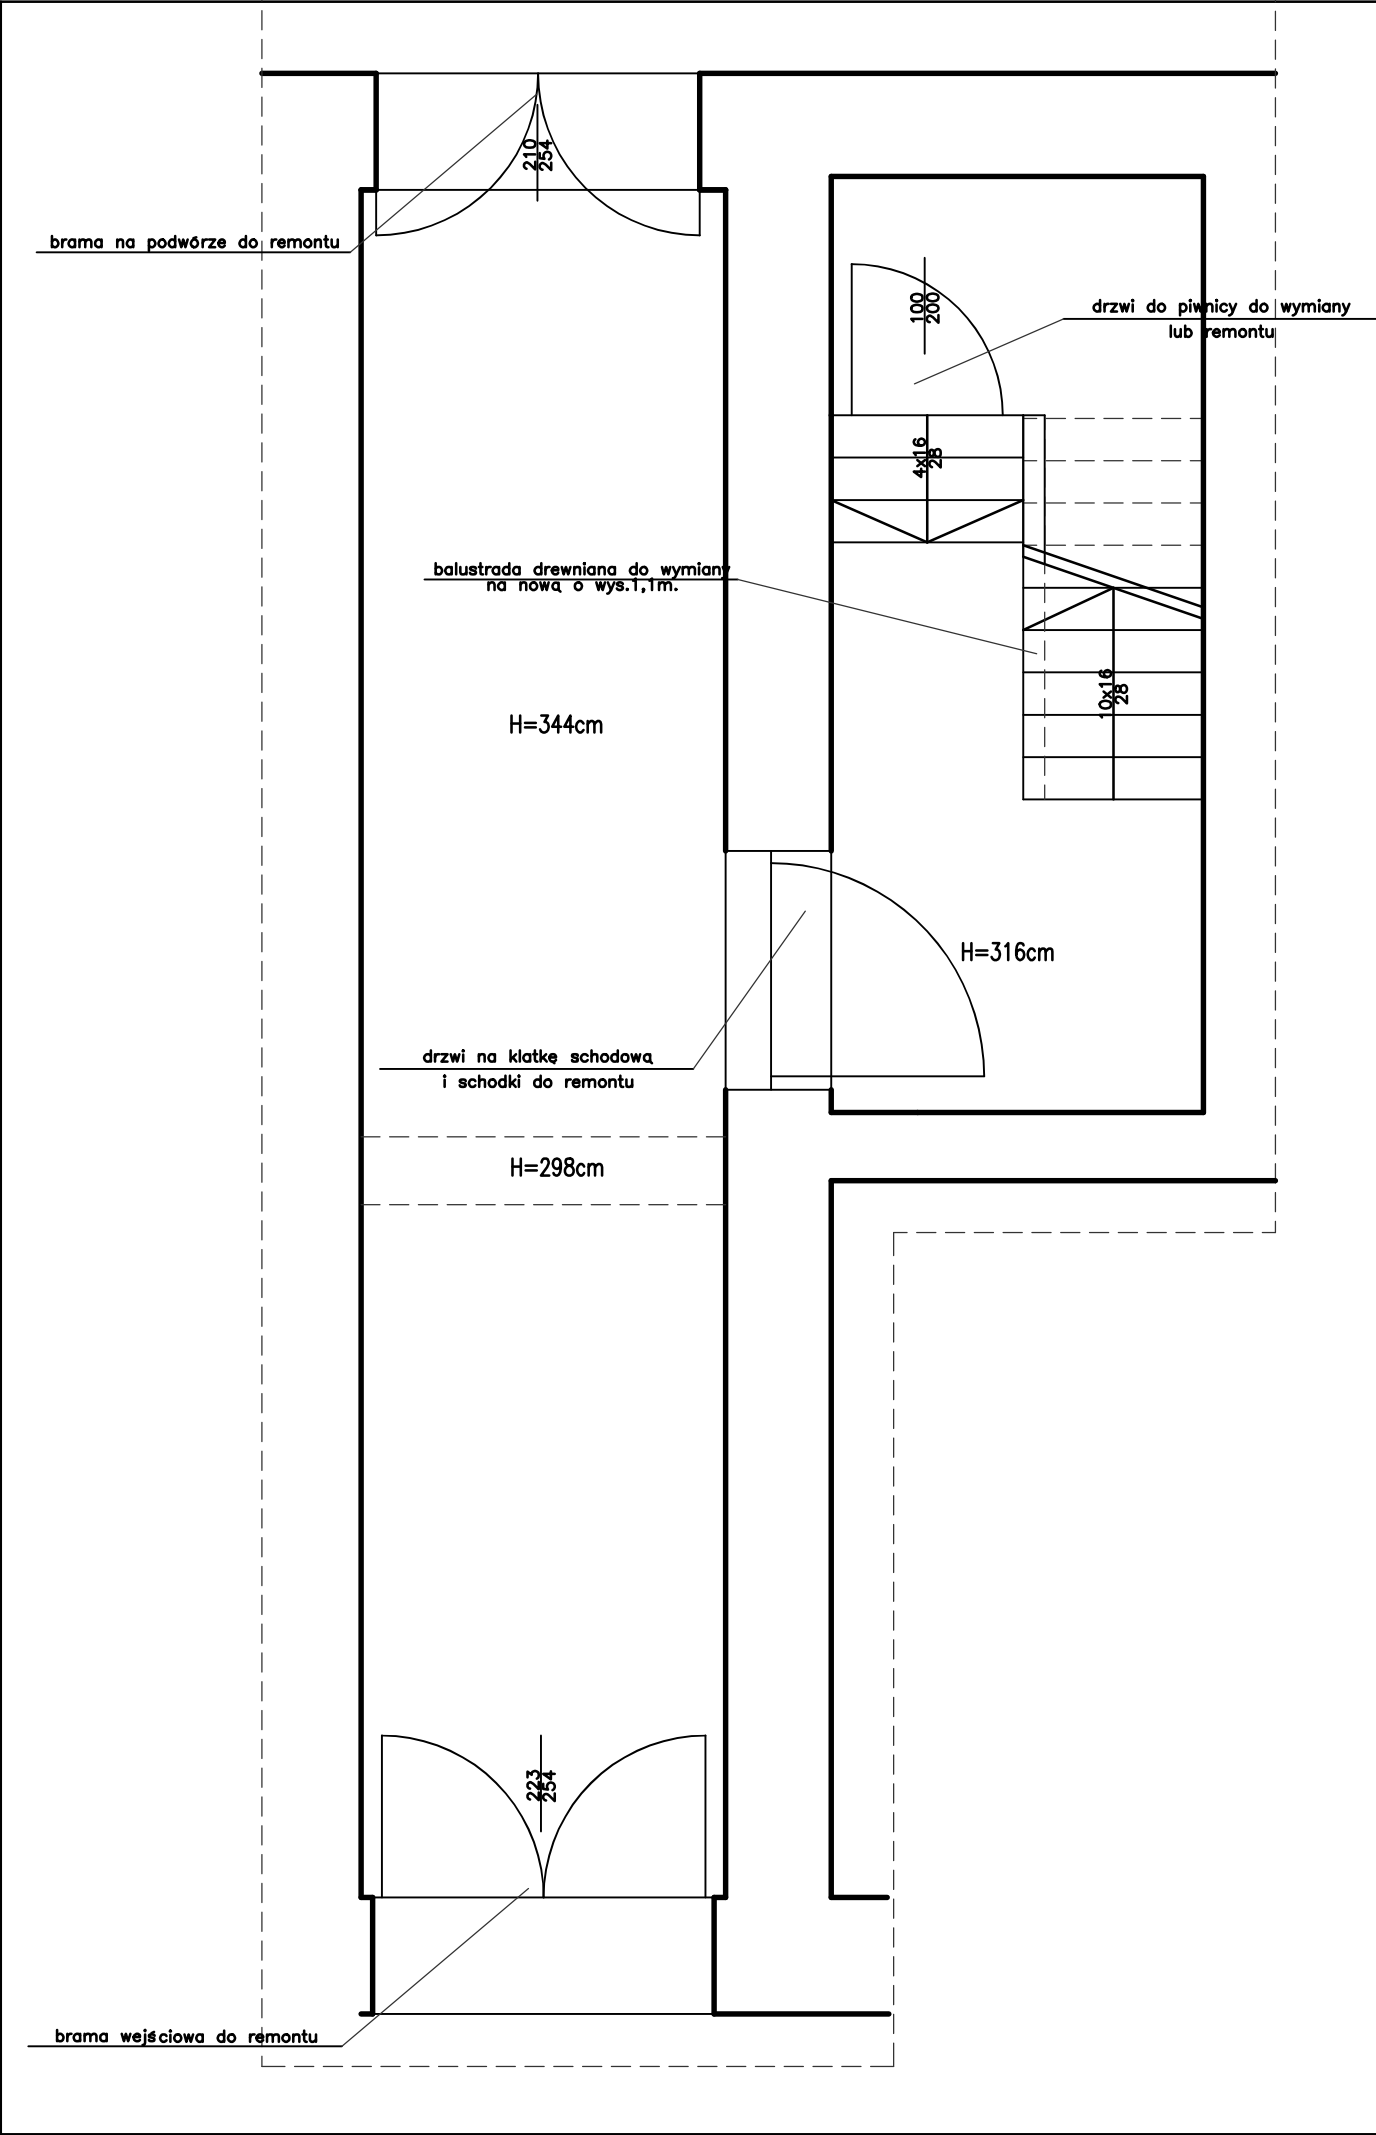 210
254
brama na podwórze do remontu
100
200
drzwi do piwnicy do wymiany
lub remontu
4x16
28
balustrada drewniana do wymiany
na nową o wys.1,1m.
10x16
28
H=344cm
H=316cm
drzwi na klatkę schodową
i schodki do remontu
H=298cm
223
254
brama wejściowa do remontu